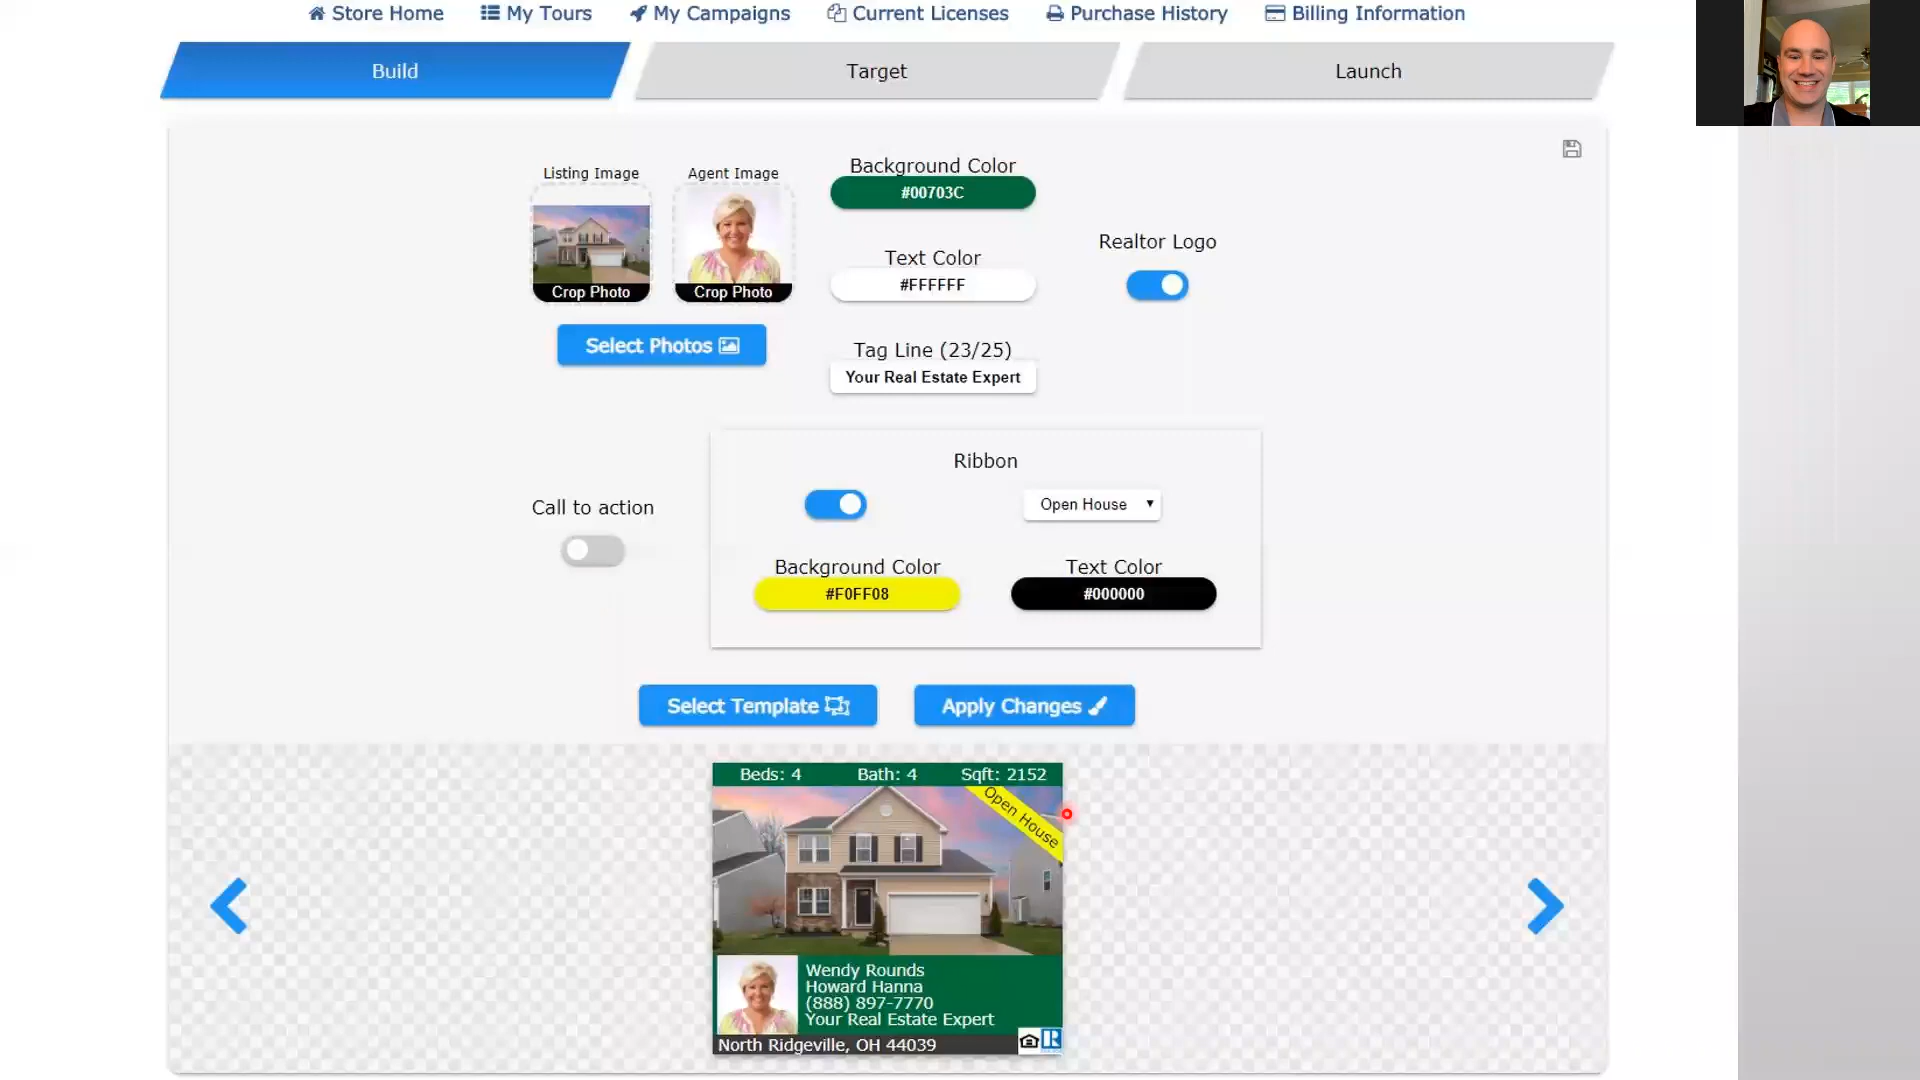 Store Home My Tours My Campaigns Current Licenses Purchase History Billing Information
Build Target Launch
Listing Image Agent Image
Crop Photo Crop Photo
Select Photos
Background Color
#00703C
Text Color
#FFFFFF
Tag Line (23/25)
Your Real Estate Expert
Realtor Logo
Call to action
Ribbon
Open House
Background Color
#F0FF08
Text Color
#000000
Select Template Apply Changes
Beds: 4 Bath: 4 Sqft: 2152
Open House
Wendy Rounds
Howard Hanna
(888) 897-7770
Your Real Estate Expert
North Ridgeville, OH 44039
R